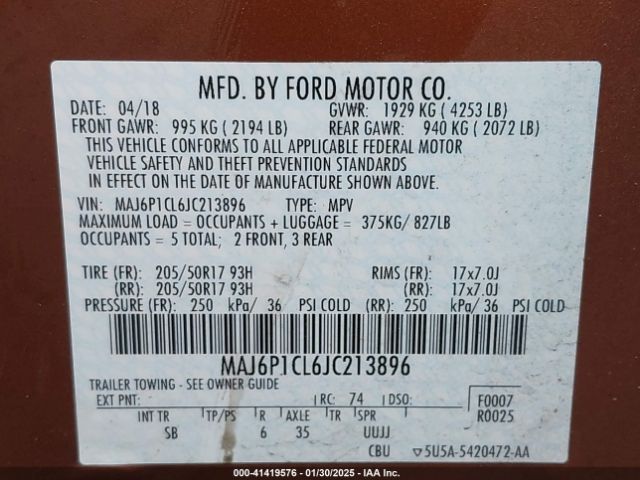 MFD. BY FORD MOTOR CO.
DATE: 04/18 GVWR: 1929 KG ( 4253 LB)
FRONT GAWR: 995 KG ( 2194 LB) REAR GAWR: 940 KG ( 2072 LB)
THIS VEHICLE CONFORMS TO ALL APPLICABLE FEDERAL MOTOR
VEHICLE SAFETY AND THEFT PREVENTION STANDARDS
IN EFFECT ON THE DATE OF MANUFACTURE SHOWN ABOVE.
VIN: MAJ6P1CL6JC213896 TYPE: MPV
MAXIMUM LOAD = OCCUPANTS + LUGGAGE = 375KG/ 827LB
OCCUPANTS = 5 TOTAL; 2 FRONT, 3 REAR
TIRE (FR): 205/50R17 93H RIMS (FR): 17x7.0J
(RR): 205/50R17 93H (RR): 17x7.0J
PRESSURE (FR): 250 kPa/ 36 PSI COLD (RR): 250 kPa/ 36 PSI COLD
MAJ6P1CL6JC213896
TRAILER TOWING - SEE OWNER GUIDE
EXT PNT: RC: 74 DSO: F0007
R0025
INT TR TP/PS R AXLE TR SPR
SB 6 35 UUJJ
CBU ▽5U5A-5420472-AA
000-41419576 - 01/30/2025 - IAA Inc.